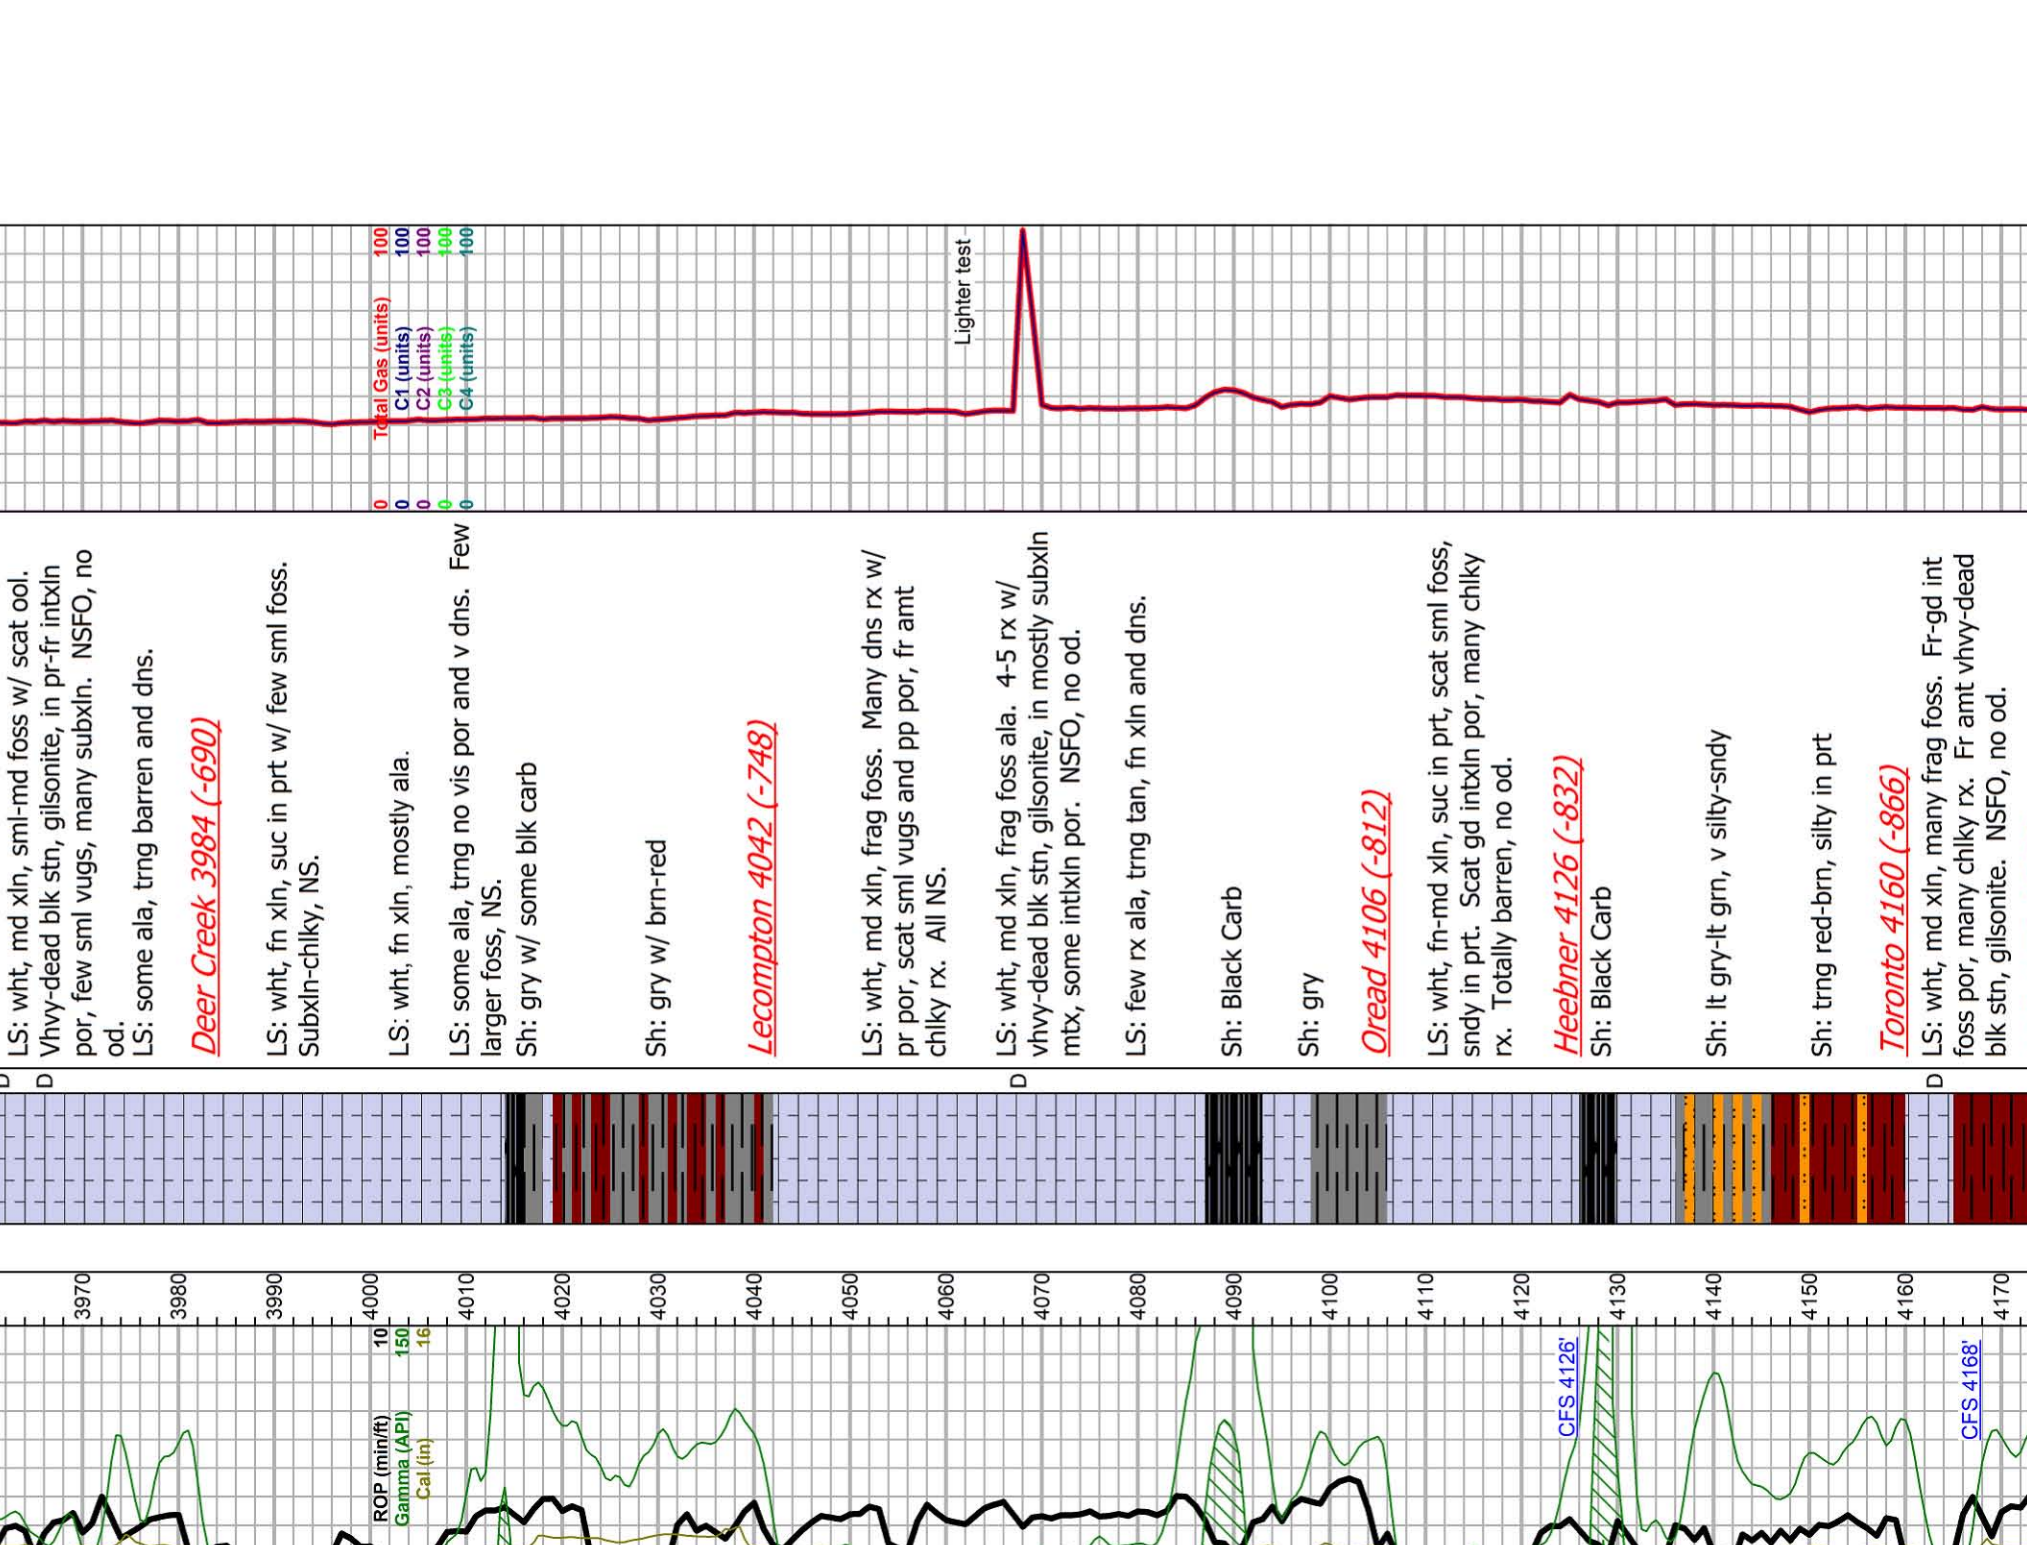 100
100
100
100
100
Total Gas (units)
C1 (units)
C2 (units)
C3 (units)
C4 (units)
0
0
0
0
0
Lighter test
LS: wht, md xln, sml-md foss w/ scat ool.
Vhvy-dead blk stn, gilsonite, in pr-fr intxln
por, few sml vugs, many subxln.  NSFO, no
od.
LS: some ala, trng barren and dns.
Deer Creek 3984 (-690)
LS: wht, fn xln, suc in prt w/ few sml foss.
Subxln-chlky, NS.
LS: wht, fn xln, mostly ala.
LS: some ala, trng no vis por and v dns.  Few
larger foss, NS.
Sh: gry w/ some blk carb
Sh: gry w/ brn-red
Lecompton 4042 (-748)
LS: wht, md xln, frag foss.  Many dns rx w/
pr por, scat sml vugs and pp por, fr amt
chlky rx.  All NS.
LS: wht, md xln, frag foss ala.  4-5 rx w/
vhvy-dead blk stn, gilsonite, in mostly subxln
mtx, some intlxln por.  NSFO, no od.
LS: few rx ala, trng tan, fn xln and dns.
Sh: Black Carb
Sh: gry
Oread 4106 (-812)
LS: wht, fn-md xln, suc in prt, scat sml foss,
sndy in prt.  Scat gd intxln por, many chlky
rx.  Totally barren, no od.
Heebner 4126 (-832)
Sh: Black Carb
Sh: lt gry-lt grn, v silty-sndy
Sh: trng red-brn, silty in prt
Toronto 4160 (-866)
LS: wht, md xln, many frag foss.  Fr-gd int
foss por, many chlky rx.  Fr amt vhvy-dead
blk stn, gilsonite.  NSFO, no od.
D
D
D
D
3970
3980
3990
4000
4010
4020
4030
4040
4050
4060
4070
4080
4090
4100
4110
4120
4130
4140
4150
4160
4170
ROP (min/ft) 10
Gamma (API) 150
Cal (in) 16
CFS 4126'
CFS 4168'